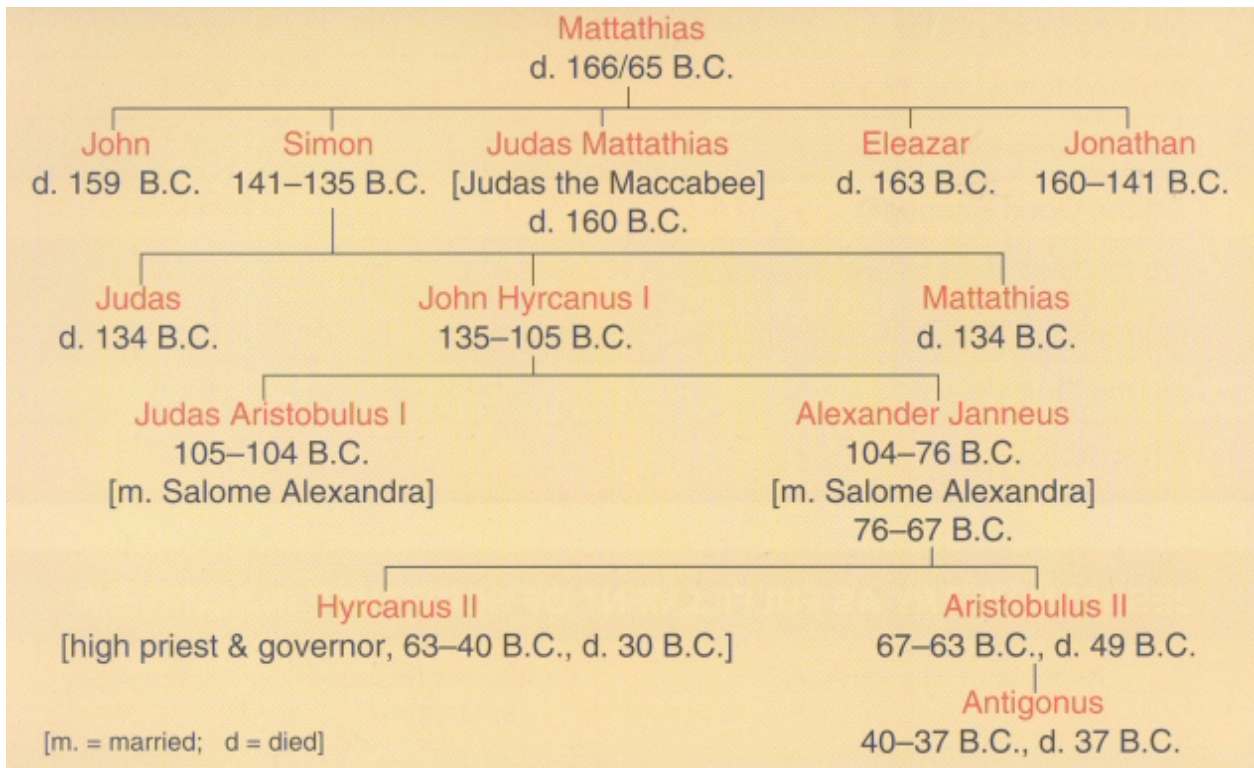 Mattathias
d. 166/65 B.C.
John Simon Judas Mattathias Eleazar Jonathan
d. 159 B.C. 141–135 B.C. [Judas the Maccabee] d. 163 B.C. 160–141 B.C.
d. 160 B.C.
Judas John Hyrcanus I Mattathias
d. 134 B.C. 135–105 B.C. d. 134 B.C.
Judas Aristobulus I Alexander Janneus
105–104 B.C. 104–76 B.C.
[m. Salome Alexandra] [m. Salome Alexandra]
76–67 B.C.
Hyrcanus II Aristobulus II
[high priest & governor, 63–40 B.C., d. 30 B.C.] 67–63 B.C., d. 49 B.C.
Antigonus
[m. = married; d = died] 40–37 B.C., d. 37 B.C.